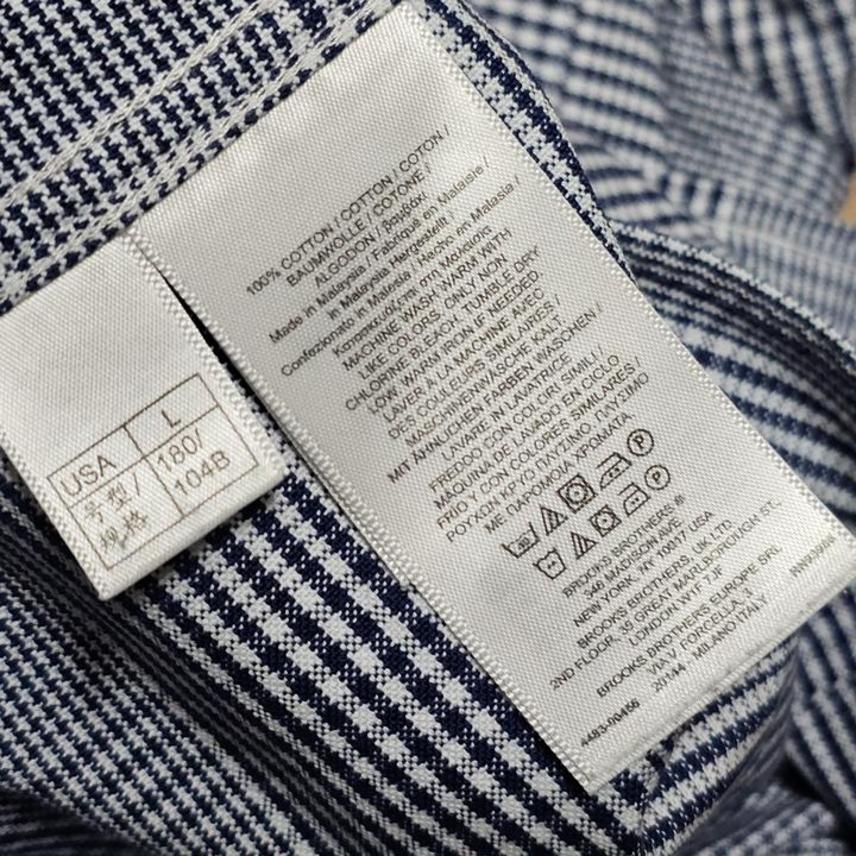 USA L
号型/ 180/
规格 104B
100% COTTON / COTTON / COTON /
BAUMWOLLE / COTONE /
ALGODON / Βαμβάκι
Made in Malaysia / Fabriqué en Malaisie /
in Malaysia Hergestellt /
Confezionato in Malesia / Hecho en Malasia /
Κατασκευάζεται στη Μαλαισία
MACHINE WASH WARM WITH
LIKE COLORS. ONLY NON
CHLORINE BLEACH. TUMBLE DRY
LOW. WARM IRON IF NEEDED.
LAVER À LA MACHINE AVEC
DES COULEURS SIMILAIRES /
MASCHINENWÄSCHE KALT
MIT ÄHNLICHEN FARBEN WASCHEN /
LAVARE IN LAVATRICE
FREDDO CON COLORI SIMILI /
MÁQUINA DE LAVADO EN CICLO
FRÍO Y CON COLORES SIMILARES /
ΡΟΥΧΩΝ ΚΡΥΟ ΠΛΥΣΙΜΟ ΠΛΥΣΙΜΟ
ΜΕ ΠΑΡΟΜΟΙΑ ΧΡΩΜΑΤΑ.
P
P
BROOKS BROTHERS ®
346 MADISON AVE.
NEW YORK, NY 10017 USA
BROOKS BROTHERS, UK LTD.
2ND FLOOR, 35 GREAT MARLBOROUGH ST.,
LONDON, W1F 7JF
BROOKS BROTHERS EUROPE SRL
VIA V. FORCELLA, 3
20144 - MILANO ITALY
4483-00456